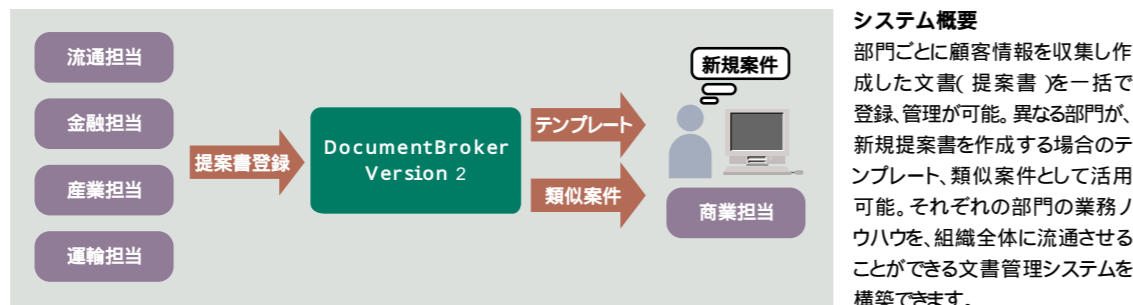 流通担当
金融担当
産業担当
運輸担当
提案書登録
DocumentBroker
Version 2
テンプレート
類似案件
新規案件
商業担当
システム概要
部門ごとに顧客情報を収集し作
成した文書( 提案書 )を一括で
登録、管理が可能。異なる部門が、
新規提案書を作成する場合のテ
ンプレート、類似案件として活用
可能。それぞれの部門の業務ノ
ウハウを、組織全体に流通させる
ことができる文書管理システムを
構築できます。